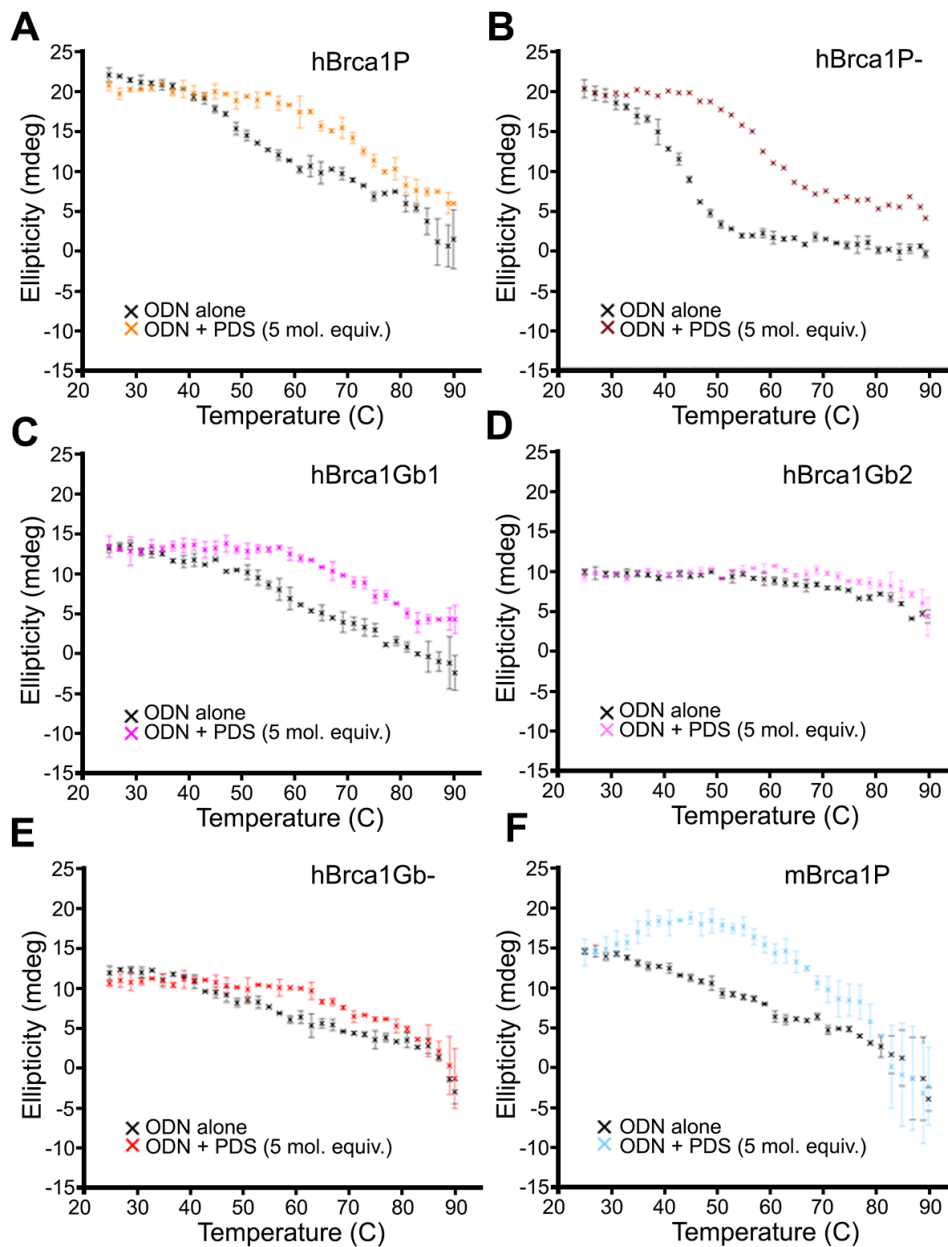 A
hBrca1P
Ellipticity (mdeg)
25
20
15
10
5
0
-5
-10
-15
ODN alone
ODN + PDS (5 mol. equiv.)
20 30 40 50 60 70 80 90
Temperature (C)
B
hBrca1P-
Ellipticity (mdeg)
25
20
15
10
5
0
-5
-10
-15
ODN alone
ODN + PDS (5 mol. equiv.)
20 30 40 50 60 70 80 90
Temperature (C)
C
hBrca1Gb1
Ellipticity (mdeg)
25
20
15
10
5
0
-5
-10
-15
ODN alone
ODN + PDS (5 mol. equiv.)
20 30 40 50 60 70 80 90
Temperature (C)
D
hBrca1Gb2
Ellipticity (mdeg)
25
20
15
10
5
0
-5
-10
-15
ODN alone
ODN + PDS (5 mol. equiv.)
20 30 40 50 60 70 80 90
Temperature (C)
E
hBrca1Gb-
Ellipticity (mdeg)
25
20
15
10
5
0
-5
-10
-15
ODN alone
ODN + PDS (5 mol. equiv.)
20 30 40 50 60 70 80 90
Temperature (C)
F
mBrca1P
Ellipticity (mdeg)
25
20
15
10
5
0
-5
-10
-15
ODN alone
ODN + PDS (5 mol. equiv.)
20 30 40 50 60 70 80 90
Temperature (C)